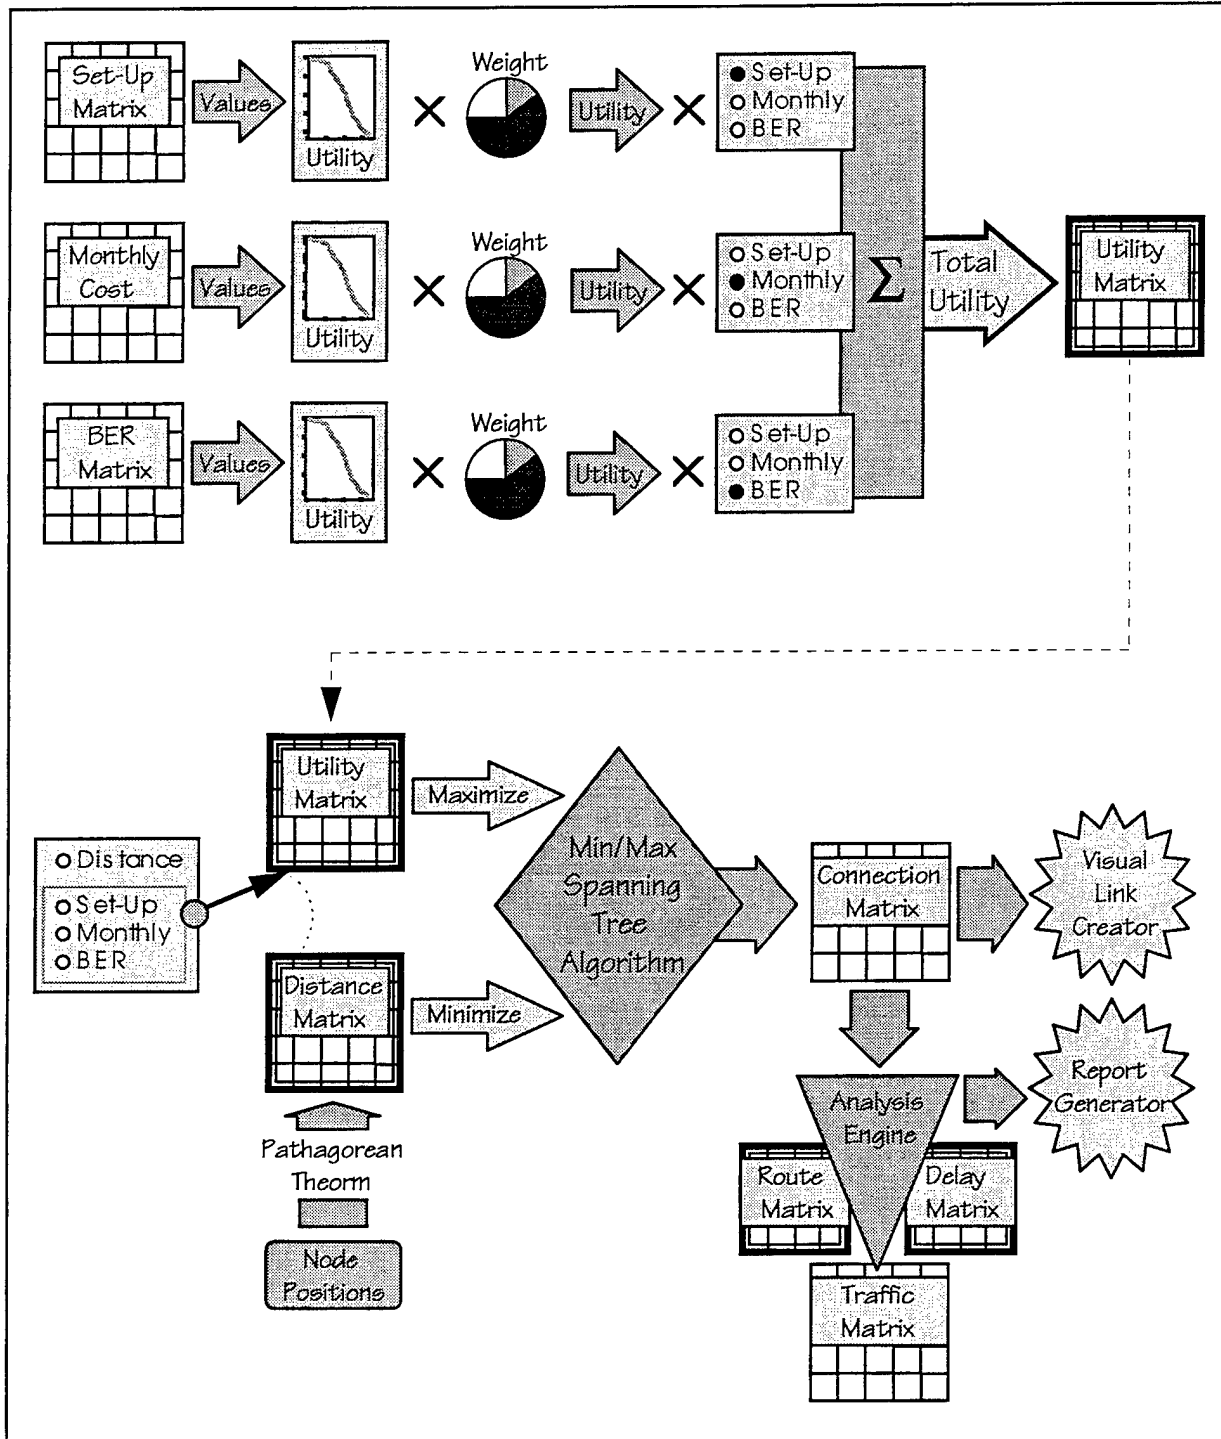 Set-Up
Matrix
Values
Utility
Weight
Utility
Set-Up
Monthly
BER
Monthly
Cost
Values
Utility
Weight
Utility
Set-Up
Monthly
BER
Σ
Total
Utility
Utility
Matrix
BER
Matrix
Values
Utility
Weight
Utility
Set-Up
Monthly
BER
Utility
Matrix
Maximize
Distance
Set-Up
Monthly
BER
Distance
Matrix
Minimize
Min/Max
Spanning
Tree
Algorithm
Connection
Matrix
Visual
Link
Creator
Pathagorean
Theorm
Node
Positions
Analysis
Engine
Report
Generator
Route
Matrix
Delay
Matrix
Traffic
Matrix